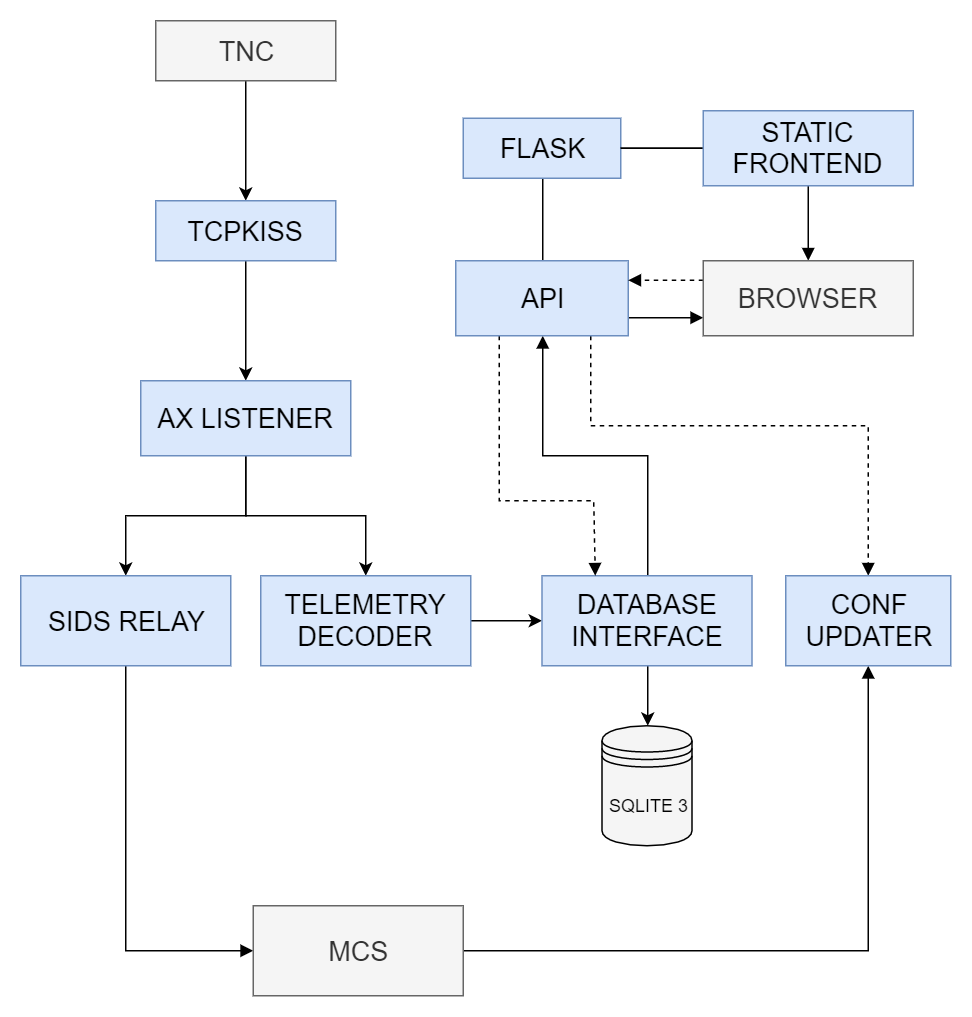 TNC
FLASK
STATIC
FRONTEND
TCPKISS
API
BROWSER
AX LISTENER
SIDS RELAY
TELEMETRY
DECODER
DATABASE
INTERFACE
CONF
UPDATER
SQLITE 3
MCS